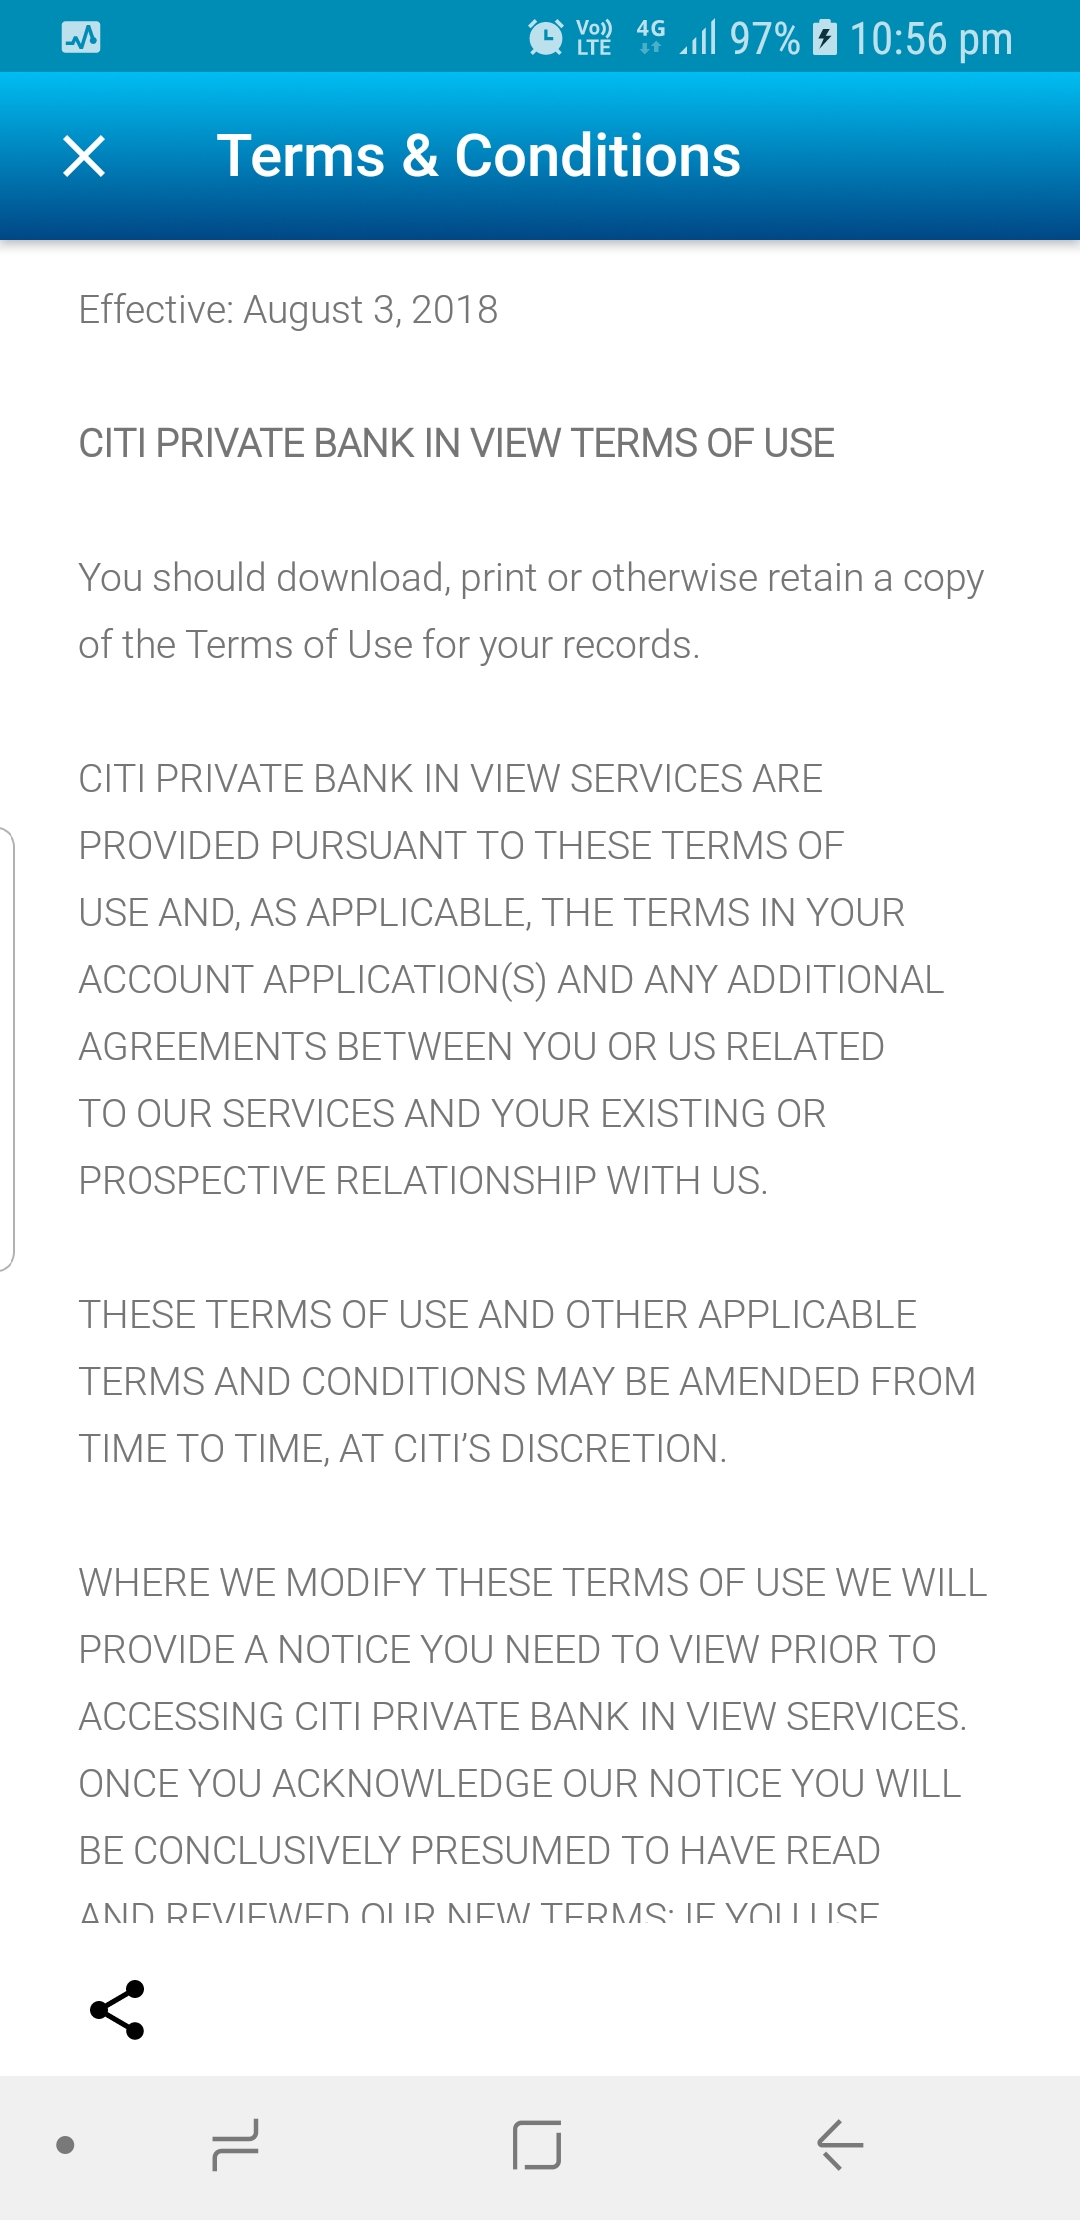 Vo)) LTE 4G 97% 10:56 pm
Terms & Conditions
Effective: August 3, 2018
CITI PRIVATE BANK IN VIEW TERMS OF USE
You should download, print or otherwise retain a copy
of the Terms of Use for your records.
CITI PRIVATE BANK IN VIEW SERVICES ARE
PROVIDED PURSUANT TO THESE TERMS OF
USE AND, AS APPLICABLE, THE TERMS IN YOUR
ACCOUNT APPLICATION(S) AND ANY ADDITIONAL
AGREEMENTS BETWEEN YOU OR US RELATED
TO OUR SERVICES AND YOUR EXISTING OR
PROSPECTIVE RELATIONSHIP WITH US.
THESE TERMS OF USE AND OTHER APPLICABLE
TERMS AND CONDITIONS MAY BE AMENDED FROM
TIME TO TIME, AT CITI’S DISCRETION.
WHERE WE MODIFY THESE TERMS OF USE WE WILL
PROVIDE A NOTICE YOU NEED TO VIEW PRIOR TO
ACCESSING CITI PRIVATE BANK IN VIEW SERVICES.
ONCE YOU ACKNOWLEDGE OUR NOTICE YOU WILL
BE CONCLUSIVELY PRESUMED TO HAVE READ
AND REVIEWED OUR NEW TERMS; IF YOU USE